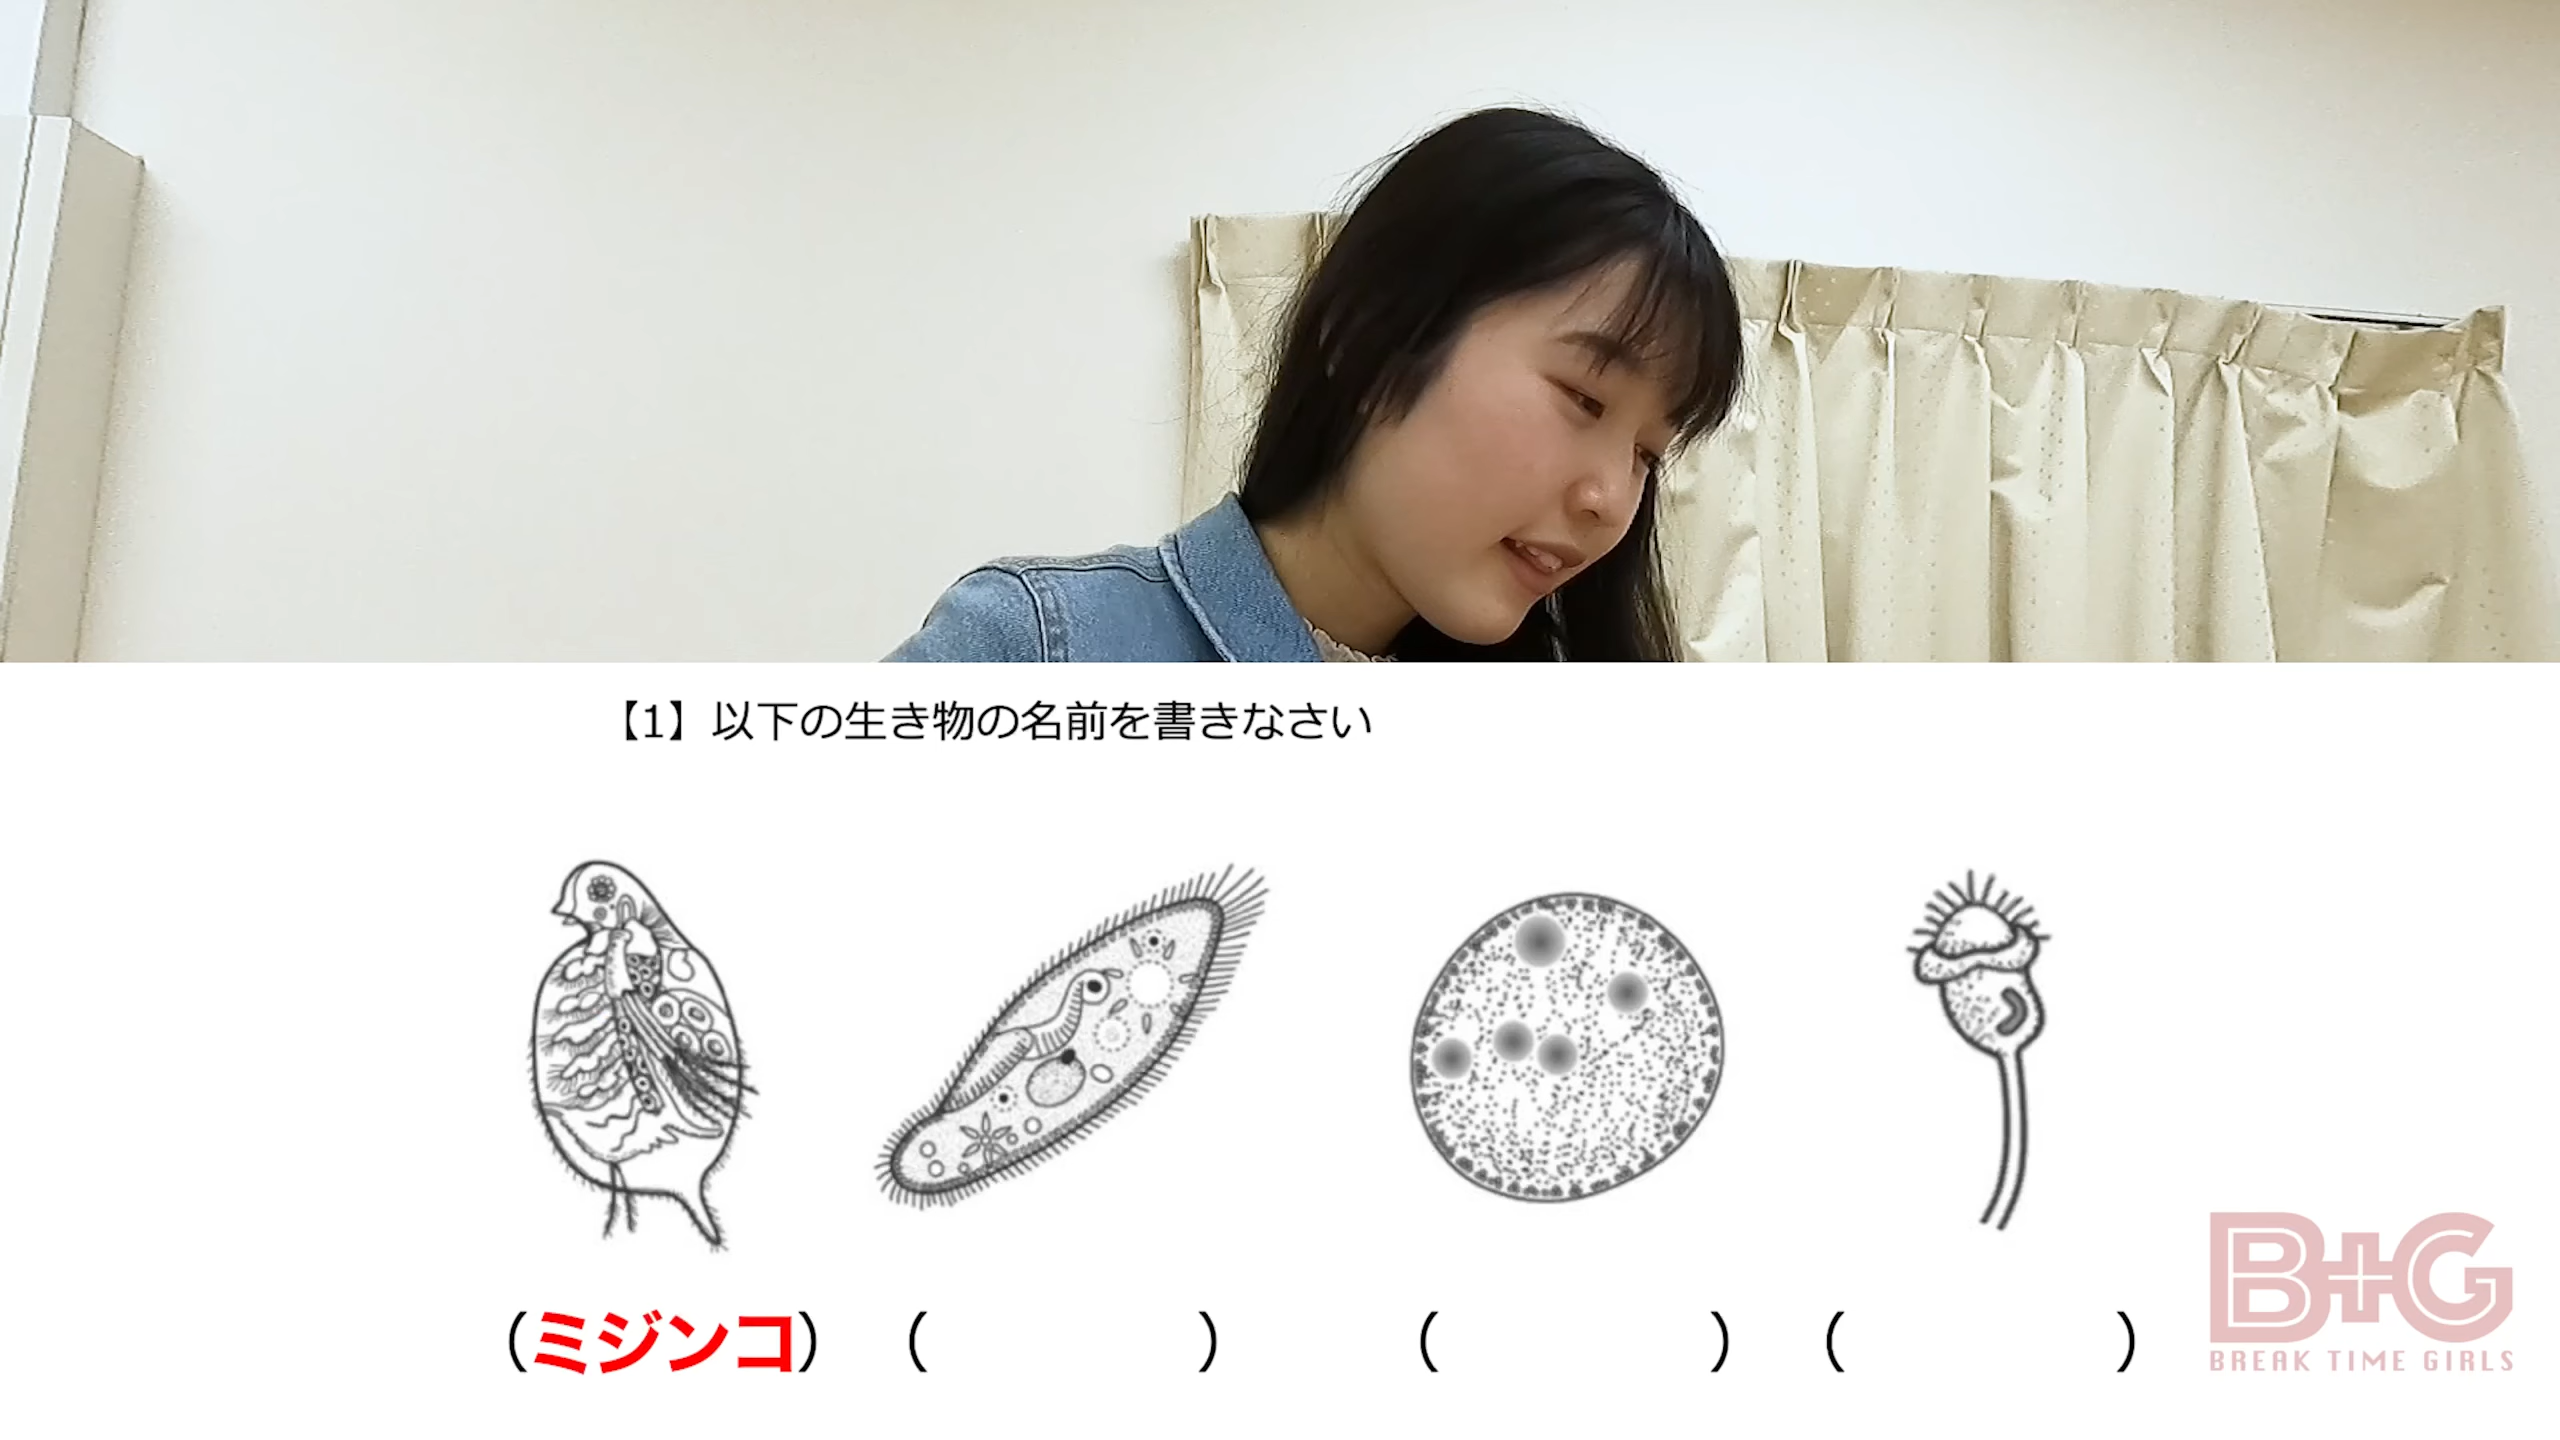 【1】以下の生き物の名前を書きなさい
（ミジンコ） （　　　　） （　　　　） （　　　　）
B+G
BREAK TIME GIRLS